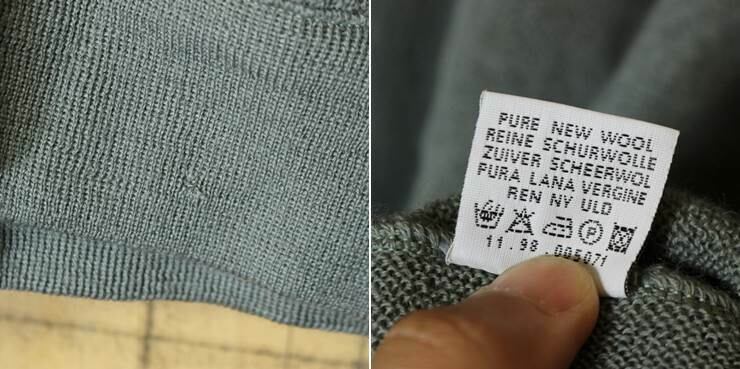 PURE NEW WOOL
REINE SCHURWOLLE
ZUIVER SCHEERWOL
PURA LANA VERGINE
REN NY ULD
P
11.98.005071